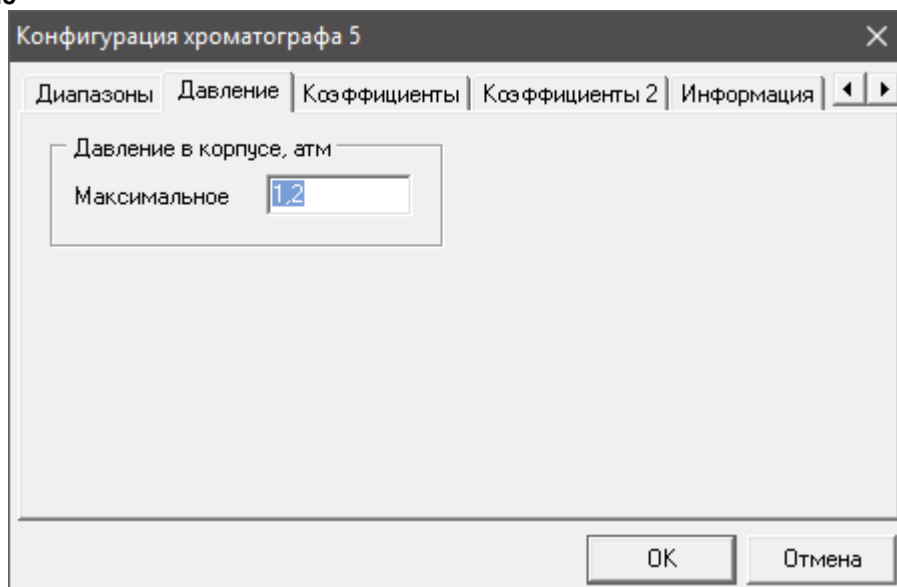 Конфигурация хроматографа 5
Диапазоны Давление Коэффициенты Коэффициенты 2 Информация
Давление в корпусе, атм
Максимальное 1,2
OK Отмена